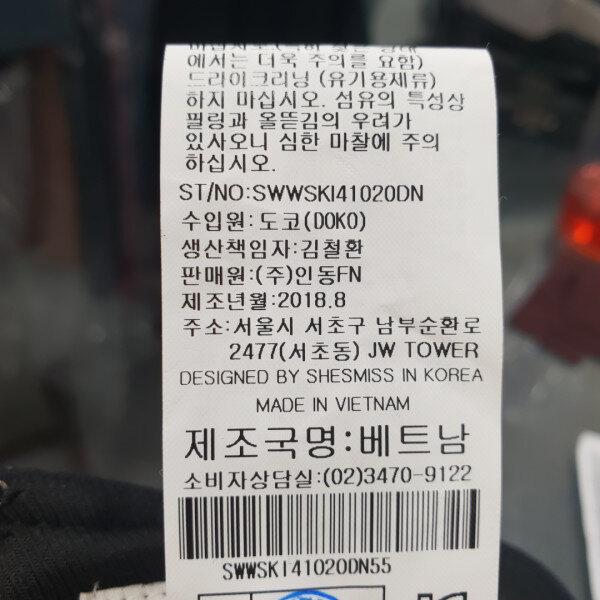 에서는 더욱 주의를 요함)
드라이크리닝 (유기용제류)
하지 마십시오. 섬유의 특성상
필링과 올뜯김의 우려가
있사오니 심한 마찰에 주의
하십시오.
ST/NO:SWWSKI41020DN
수입원:도코(DOKO)
생산책임자:김철환
판매원:(주)인동FN
제조년월:2018.8
주소:서울시 서초구 남부순환로
2477(서초동) JW TOWER
DESIGNED BY SHESMISS IN KOREA
MADE IN VIETNAM
제조국명:베트남
소비자상담실:(02)3470-9122
SWWSKI41020DN55